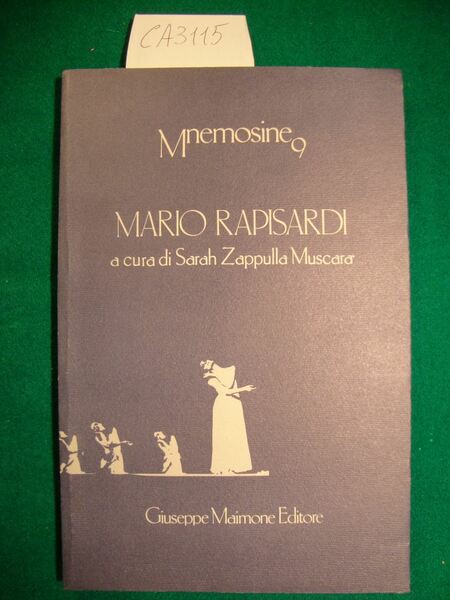 CA3115
Mnemosine 9
MARIO RAPISARDI
a cura di Sarah Zappulla Muscarà
Giuseppe Maimone Editore